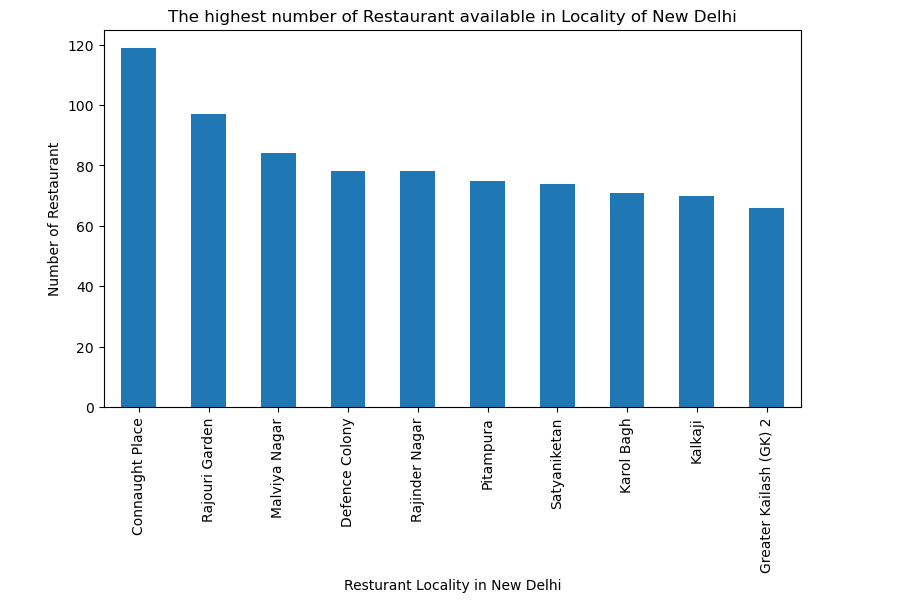 The highest number of Restaurant available in Locality of New Delhi
Number of Restaurant
120
100
80
60
40
20
0
Connaught Place
Rajouri Garden
Malviya Nagar
Defence Colony
Rajinder Nagar
Pitampura
Satyaniketan
Karol Bagh
Kalkaji
Greater Kailash (GK) 2
Resturant Locality in New Delhi